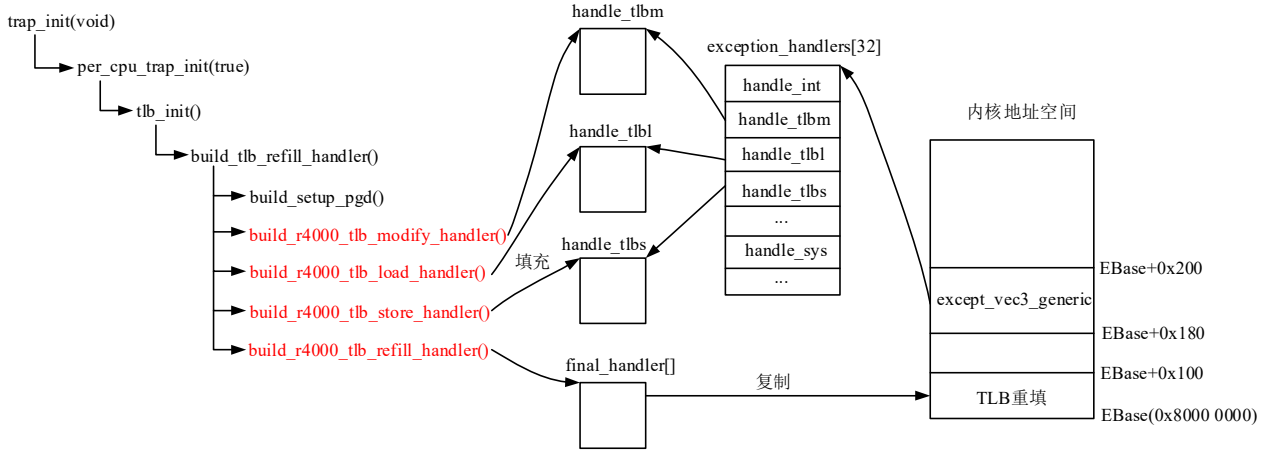 trap_init(void)
per_cpu_trap_init(true)
tlb_init()
build_tlb_refill_handler()
build_setup_pgd()
build_r4000_tlb_modify_handler()
build_r4000_tlb_load_handler()
build_r4000_tlb_store_handler()
build_r4000_tlb_refill_handler()
填充
handle_tlbm
handle_tlbl
handle_tlbs
final_handler[]
复制
exception_handlers[32]
handle_int
handle_tlbm
handle_tlbl
handle_tlbs
...
handle_sys
...
内核地址空间
EBase+0x200
except_vec3_generic
EBase+0x180
EBase+0x100
TLB重填
EBase(0x8000 0000)